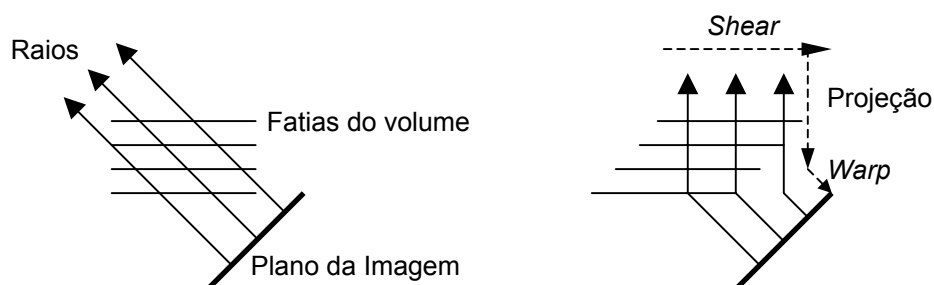 Raios
Fatias do volume
Plano da Imagem
Shear
Projeção
Warp